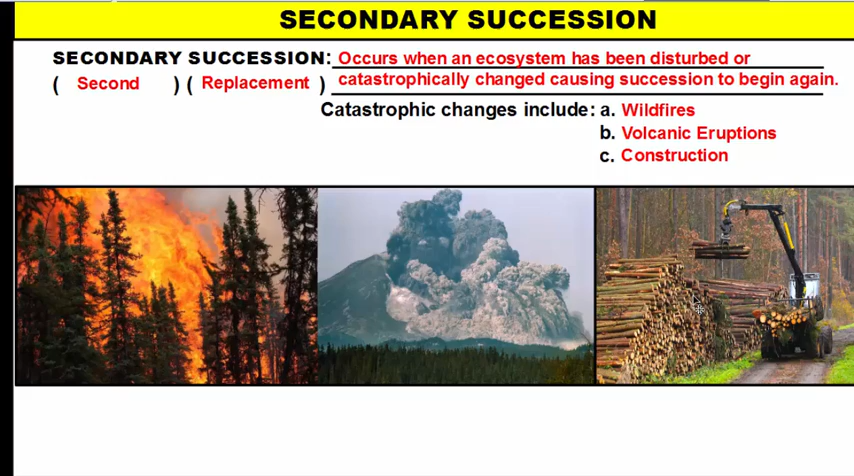 SECONDARY SUCCESSION
SECONDARY SUCCESSION: Occurs when an ecosystem has been disturbed or
( Second ) ( Replacement ) catastrophically changed causing succession to begin again.
Catastrophic changes include: a. Wildfires
b. Volcanic Eruptions
c. Construction